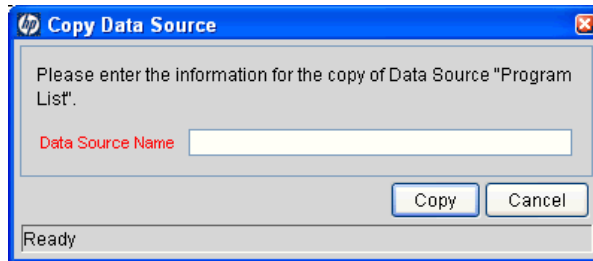 hp Copy Data Source
Please enter the information for the copy of Data Source "Program
List".
Data Source Name
Copy Cancel
Ready